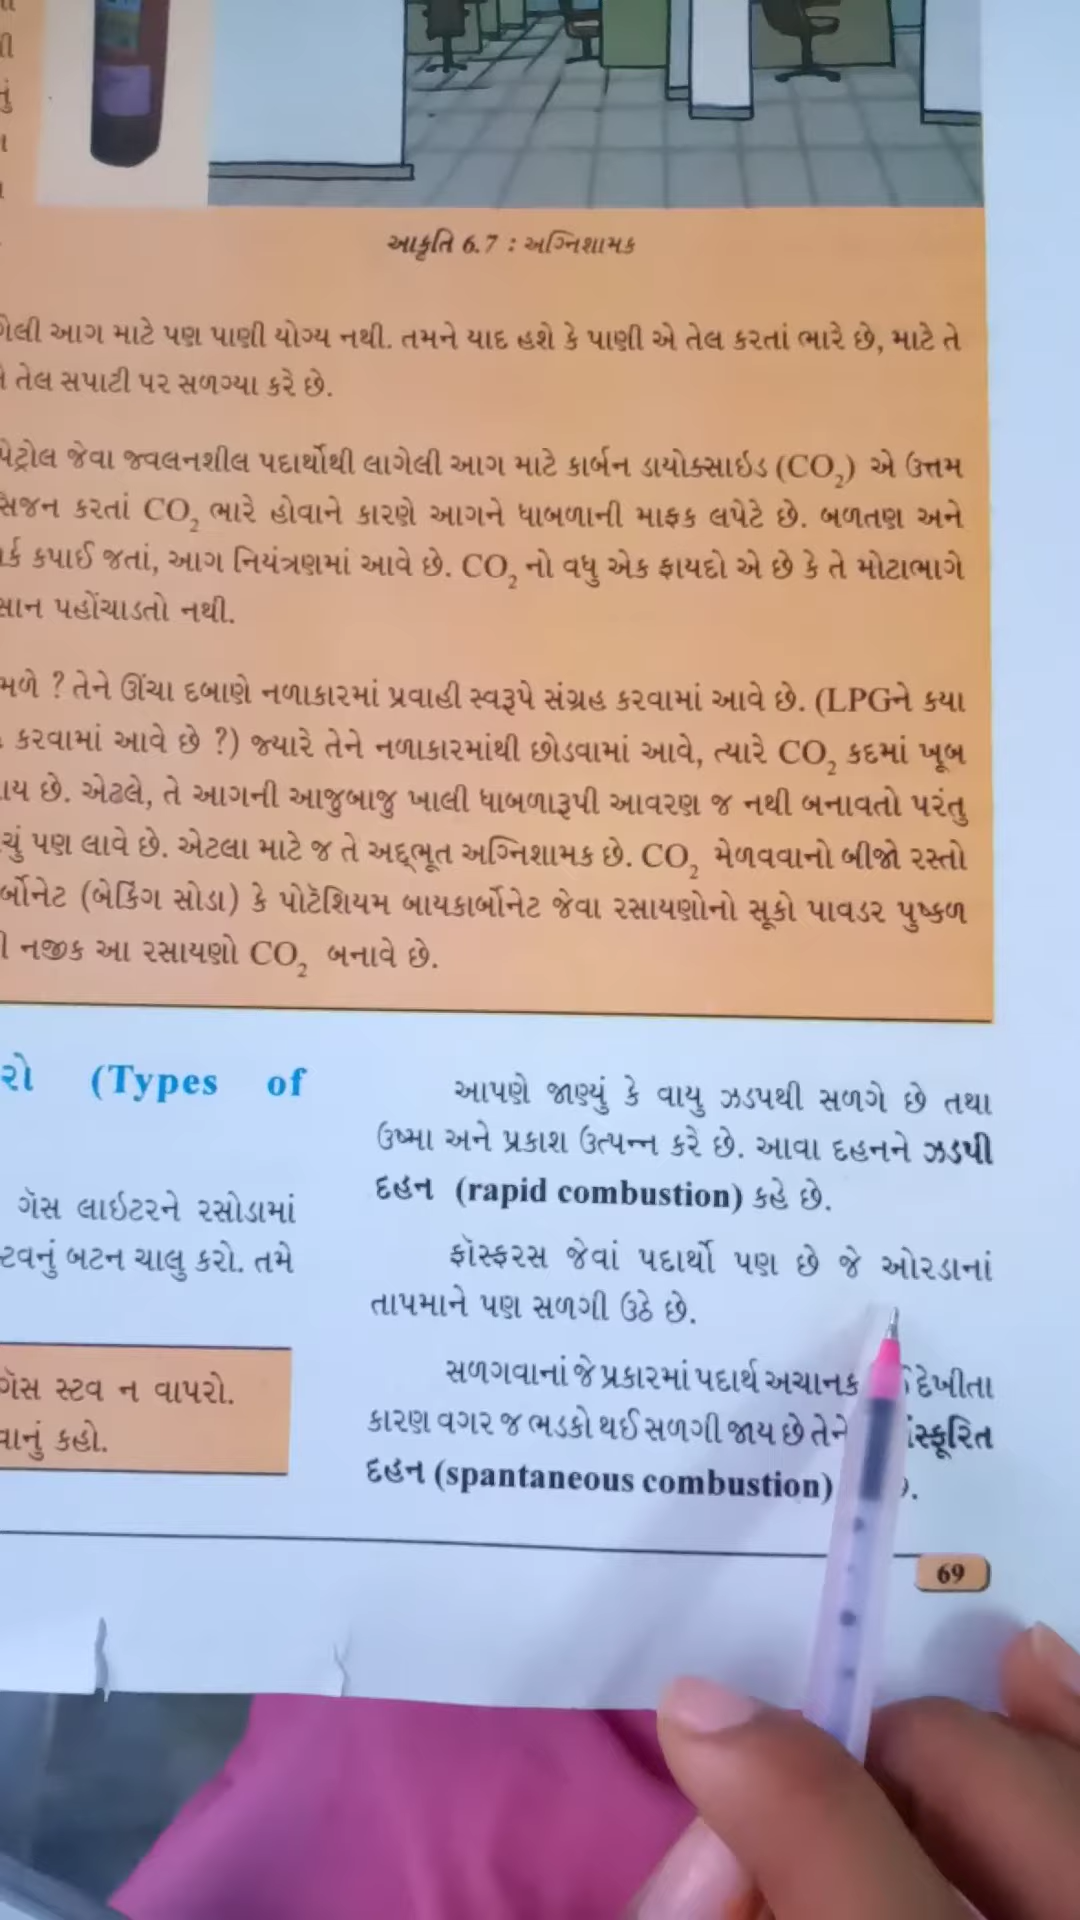 આકૃતિ 6.7 : અગ્નિશામક
આગ માટે પણ પાણી યોગ્ય નથી. તમને યાદ હશે કે પાણી એ તેલ કરતાં ભારે છે, માટે તે
તેલ સપાટી પર સળગ્યા કરે છે.
પેટ્રોલ જેવા જ્વલનશીલ પદાર્થોથી લાગેલી આગ માટે કાર્બન ડાયોક્સાઇડ (CO₂) એ ઉત્તમ
કરતાં CO₂ ભારે હોવાને કારણે આગને ધાબળાની માફક લપેટે છે. બળતણ અને
કપાઈ જતાં, આગ નિયંત્રણમાં આવે છે. CO₂ નો વધુ એક ફાયદો એ છે કે તે મોટાભાગે
પહોંચાડતો નથી.
મળે ? તેને ઊંચા દબાણે નળાકારમાં પ્રવાહી સ્વરૂપે સંગ્રહ કરવામાં આવે છે. (LPGને કયા
કરવામાં આવે છે ?) જ્યારે તેને નળાકારમાંથી છોડવામાં આવે, ત્યારે CO₂ કદમાં ખૂબ
છે. એટલે, તે આગની આજુબાજુ ખાલી ધાબળારૂપી આવરણ જ નથી બનાવતો પરંતુ
પણ લાવે છે. એટલા માટે જ તે અદ્ભૂત અગ્નિશામક છે. CO₂ મેળવવાનો બીજો રસ્તો
(બેકિંગ સોડા) કે પોટૅશિયમ બાયકાર્બોનેટ જેવા રસાયણોનો સૂકો પાવડર પુષ્કળ
નજીક આ રસાયણો CO₂ બનાવે છે.
(Types of
ગૅસ લાઇટરને રસોડામાં
બટન ચાલુ કરો. તમે
ગૅસ સ્ટવ ન વાપરો.
કહો.
આપણે જાણ્યું કે વાયુ ઝડપથી સળગે છે તથા
ઉષ્મા અને પ્રકાશ ઉત્પન્ન કરે છે. આવા દહનને ઝડપી
દહન (rapid combustion) કહે છે.
ફૉસ્ફરસ જેવાં પદાર્થો પણ છે જે ઓરડાનાં
તાપમાને પણ સળગી ઉઠે છે.
સળગવાનાં જે પ્રકારમાં પદાર્થ અચાનક દેખીતા
કારણ વગર જ ભડકો થઈ સળગી જાય છે તેને
દહન (spantaneous combustion)
69